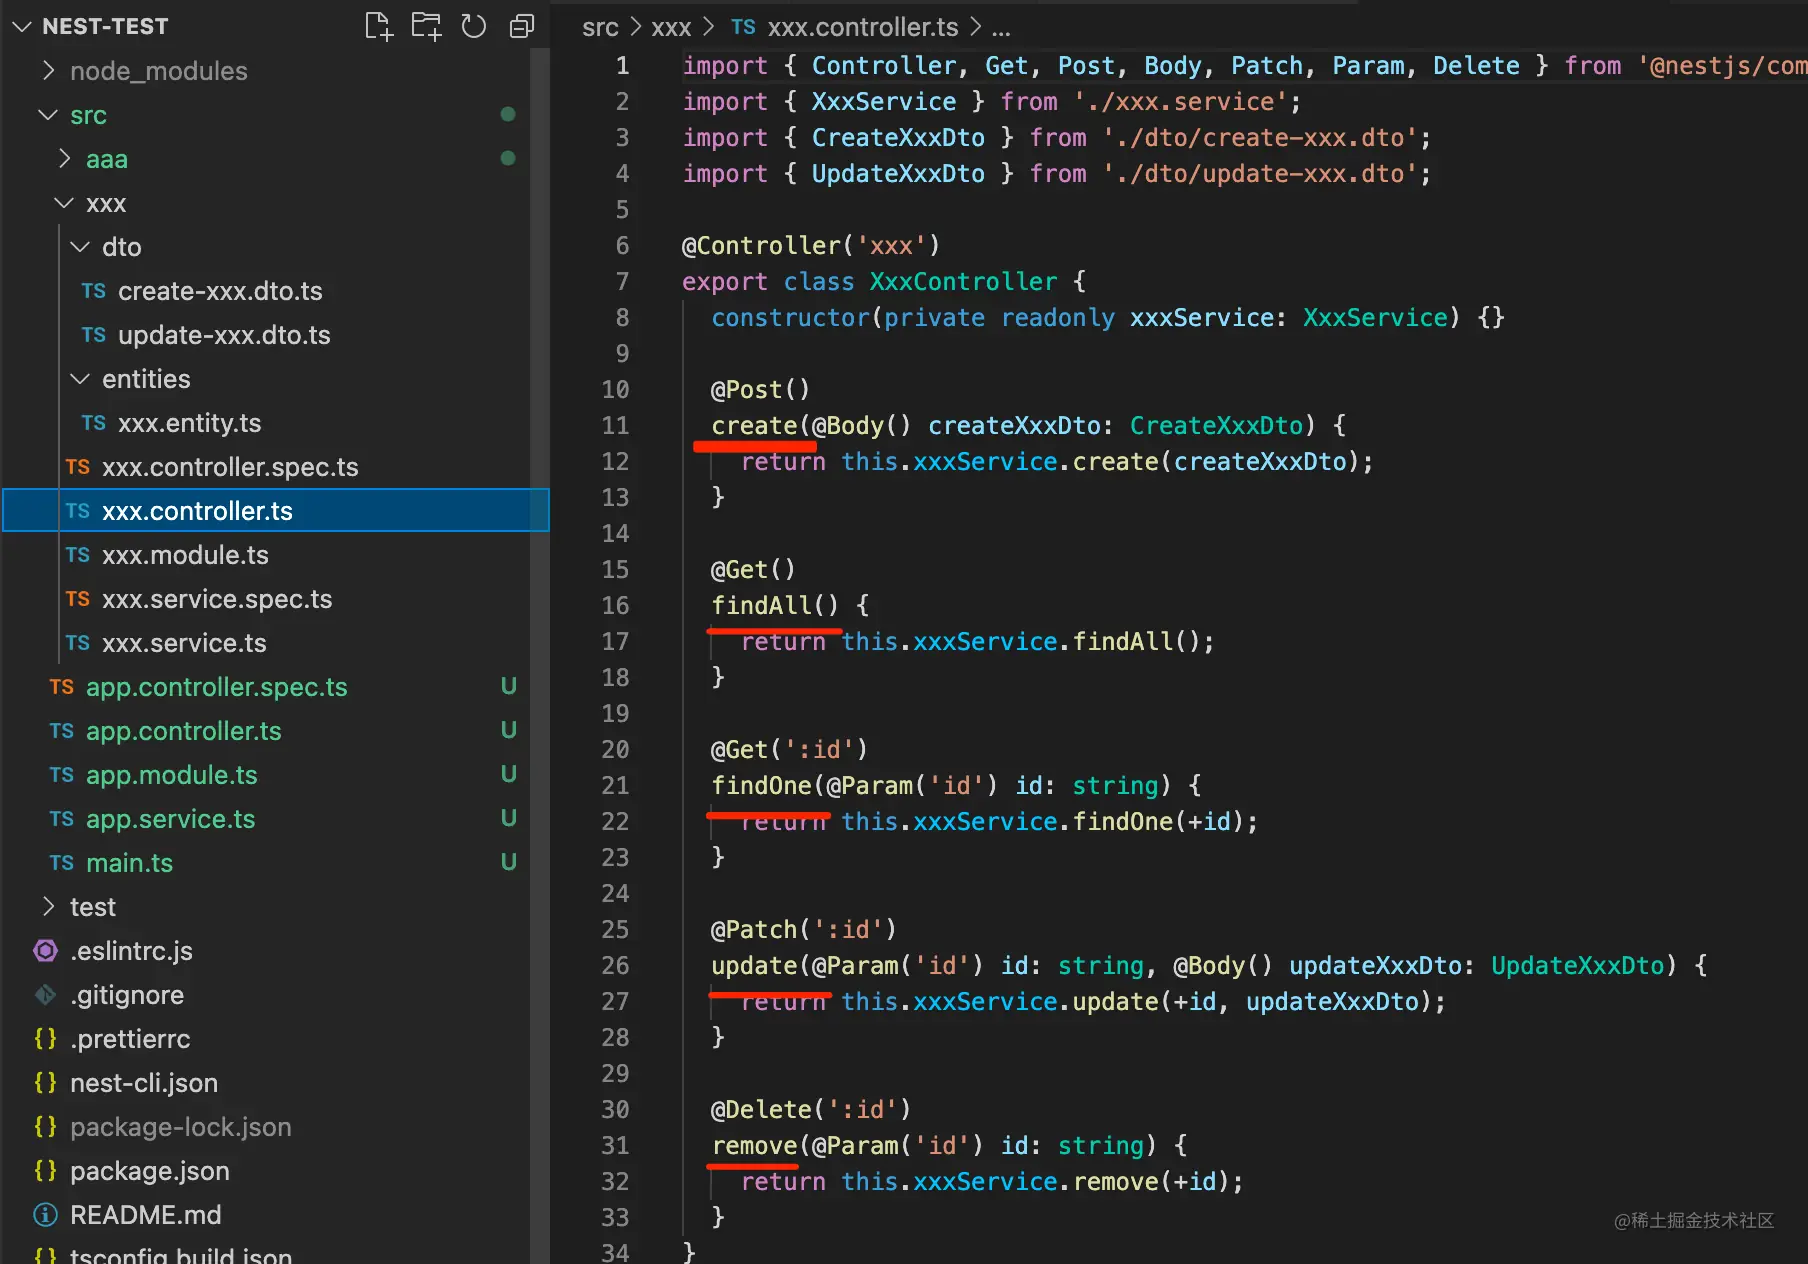 NEST-TEST
node_modules
src
aaa
xxx
dto
TS create-xxx.dto.ts
TS update-xxx.dto.ts
entities
TS xxx.entity.ts
TS xxx.controller.spec.ts
TS xxx.controller.ts
TS xxx.module.ts
TS xxx.service.spec.ts
TS xxx.service.ts
TS app.controller.spec.ts U
TS app.controller.ts U
TS app.module.ts U
TS app.service.ts U
TS main.ts U
test
.eslintrc.js
.gitignore
{} .prettierrc
{} nest-cli.json
{} package-lock.json
{} package.json
README.md
{} tsconfig.build.json
src > xxx > TS xxx.controller.ts > ...
1 import { Controller, Get, Post, Body, Patch, Param, Delete } from '@nestjs/com
2 import { XxxService } from './xxx.service';
3 import { CreateXxxDto } from './dto/create-xxx.dto';
4 import { UpdateXxxDto } from './dto/update-xxx.dto';
5
6 @Controller('xxx')
7 export class XxxController {
8 constructor(private readonly xxxService: XxxService) {}
9
10 @Post()
11 create(@Body() createXxxDto: CreateXxxDto) {
12 return this.xxxService.create(createXxxDto);
13 }
14
15 @Get()
16 findAll() {
17 return this.xxxService.findAll();
18 }
19
20 @Get(':id')
21 findOne(@Param('id') id: string) {
22 return this.xxxService.findOne(+id);
23 }
24
25 @Patch(':id')
26 update(@Param('id') id: string, @Body() updateXxxDto: UpdateXxxDto) {
27 return this.xxxService.update(+id, updateXxxDto);
28 }
29
30 @Delete(':id')
31 remove(@Param('id') id: string) {
32 return this.xxxService.remove(+id);
33 }
34 }
@稀土掘金技术社区